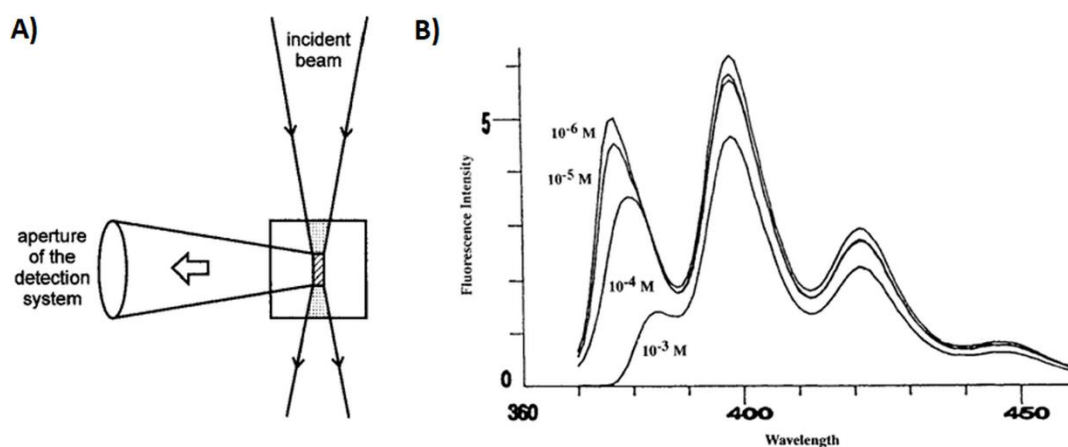 A)
incident
beam
aperture
of the
detection
system
B)
Fluorescence Intensity
5
0
10⁻⁶ M
10⁻⁵ M
10⁻⁴ M
10⁻³ M
360
400
450
Wavelength